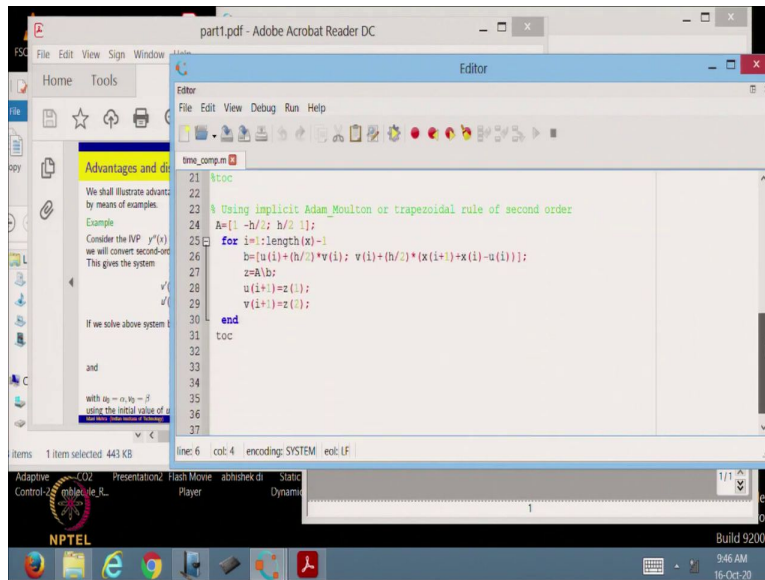 part1.pdf - Adobe Acrobat Reader DC
File Edit View Sign Window
Home Tools
Advantages and dis
We shall Illustrate advanta
by means of examples.
Example
Consider the IVP y''(x)
we will convert second-ord
This gives the system
v'(
u'(
If we solve above system b
and
with u₀ = α, v₀ = β
using the initial value of
Editor
Editor
File Edit View Debug Run Help
time_comp.m
21 %toc
22
23 % Using implicit Adam_Moulton or trapezoidal rule of second order
24 A=[1 -h/2; h/2 1];
25 for i=1:length(x)-1
26 b=[u(i)+(h/2)*v(i); v(i)+(h/2)*(x(i+1)+x(i)-u(i))];
27 z=A\b;
28 u(i+1)=z(1);
29 v(i+1)=z(2);
30 end
31 toc
32
33
34
35
36
37
line: 6 col: 4 encoding: SYSTEM eol: LF
items 1 item selected 443 KB
Adaptive CO2 Presentation2 Flash Movie abhishek di Static
Control-2 Player Dynamic
1/1
1
NPTEL
Build 9200
9:46 AM
16-Oct-20